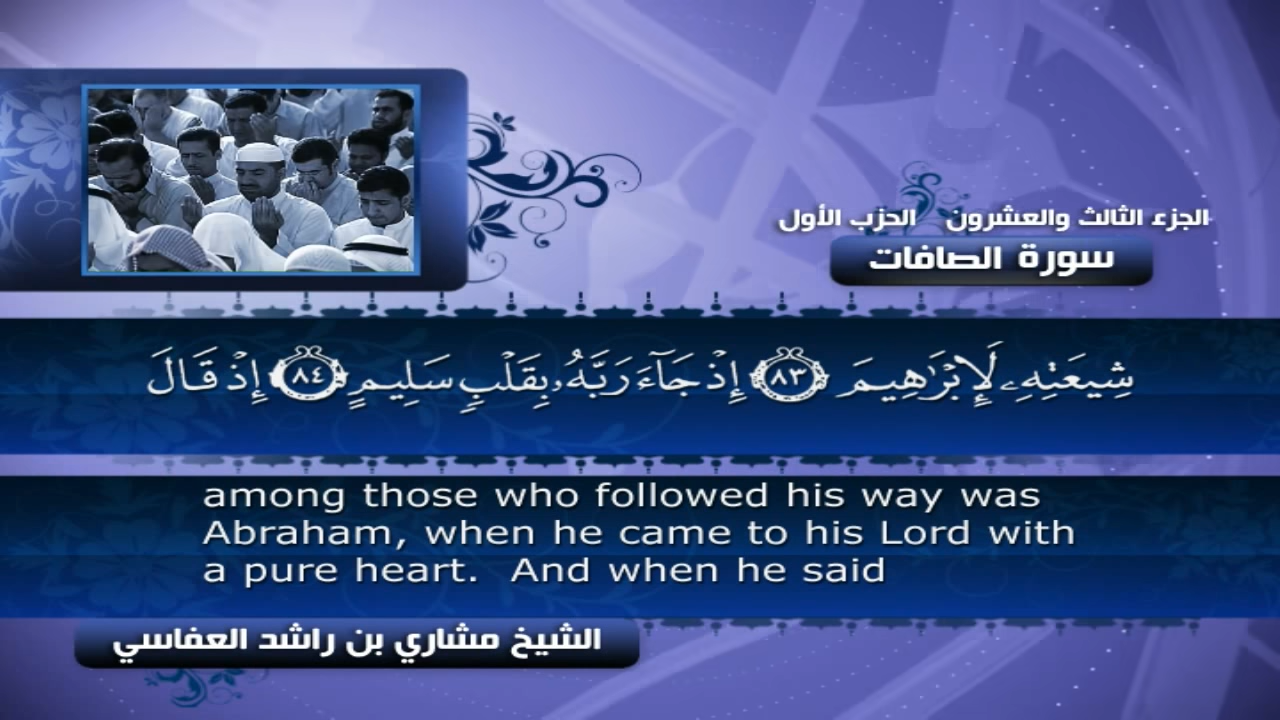 الجزء الثالث والعشرون الحزب الأول
سورة الصافات
شِيعَتِهِۦ لَإِبْرَٰهِيمَ ٨٣ إِذْ جَآءَ رَبَّهُۥ بِقَلْبٍ سَلِيمٍ ٨٤ إِذْ قَالَ
among those who followed his way was
Abraham, when he came to his Lord with
a pure heart. And when he said
الشيخ مشاري بن راشد العفاسي